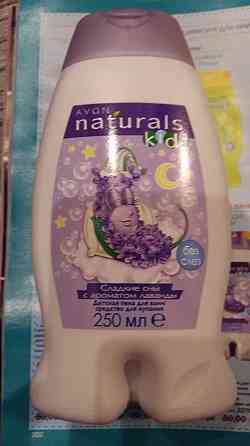 AVON
naturals
kids
без
слез
Сладкие сны
с ароматом лаванды
Детская пена для ванн/
средство для купания
250 мл e